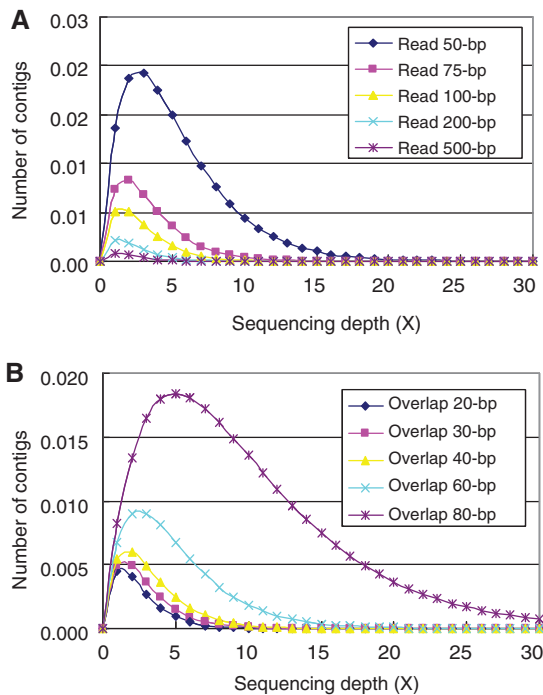 A
Number of contigs
0.03
0.02
0.02
0.01
0.01
0.00
Read 50-bp
Read 75-bp
Read 100-bp
Read 200-bp
Read 500-bp
0 5 10 15 20 25 30
Sequencing depth (X)
B
Number of contigs
0.020
0.015
0.010
0.005
0.000
Overlap 20-bp
Overlap 30-bp
Overlap 40-bp
Overlap 60-bp
Overlap 80-bp
0 5 10 15 20 25 30
Sequencing depth (X)